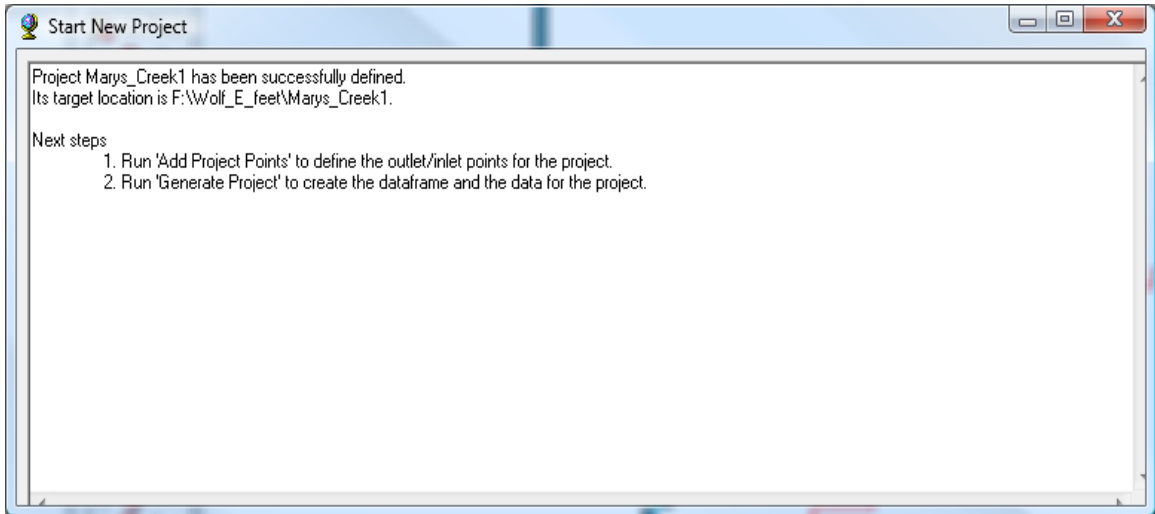 Start New Project
Project Marys_Creek1 has been successfully defined.
Its target location is F:\Wolf_E_feet\Marys_Creek1.
Next steps
1. Run 'Add Project Points' to define the outlet/inlet points for the project.
2. Run 'Generate Project' to create the dataframe and the data for the project.